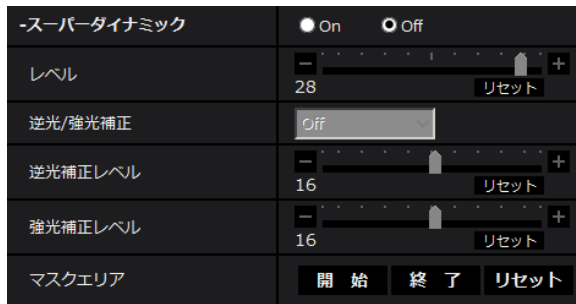 -スーパーダイナミック On Off
レベル − +
28 リセット
逆光/強光補正 Off
逆光補正レベル − +
16 リセット
強光補正レベル − +
16 リセット
マスクエリア 開 始 終 了 リセット